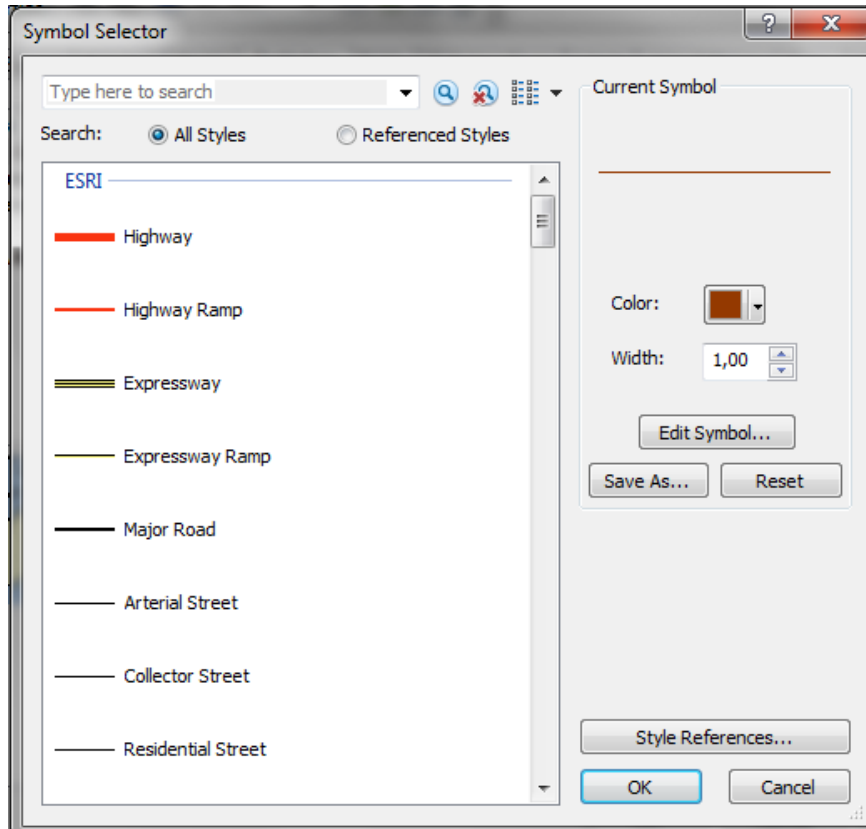 Symbol Selector
Type here to search
Search: All Styles Referenced Styles
ESRI
Highway
Highway Ramp
Expressway
Expressway Ramp
Major Road
Arterial Street
Collector Street
Residential Street
Current Symbol
Color:
Width: 1,00
Edit Symbol...
Save As... Reset
Style References...
OK Cancel